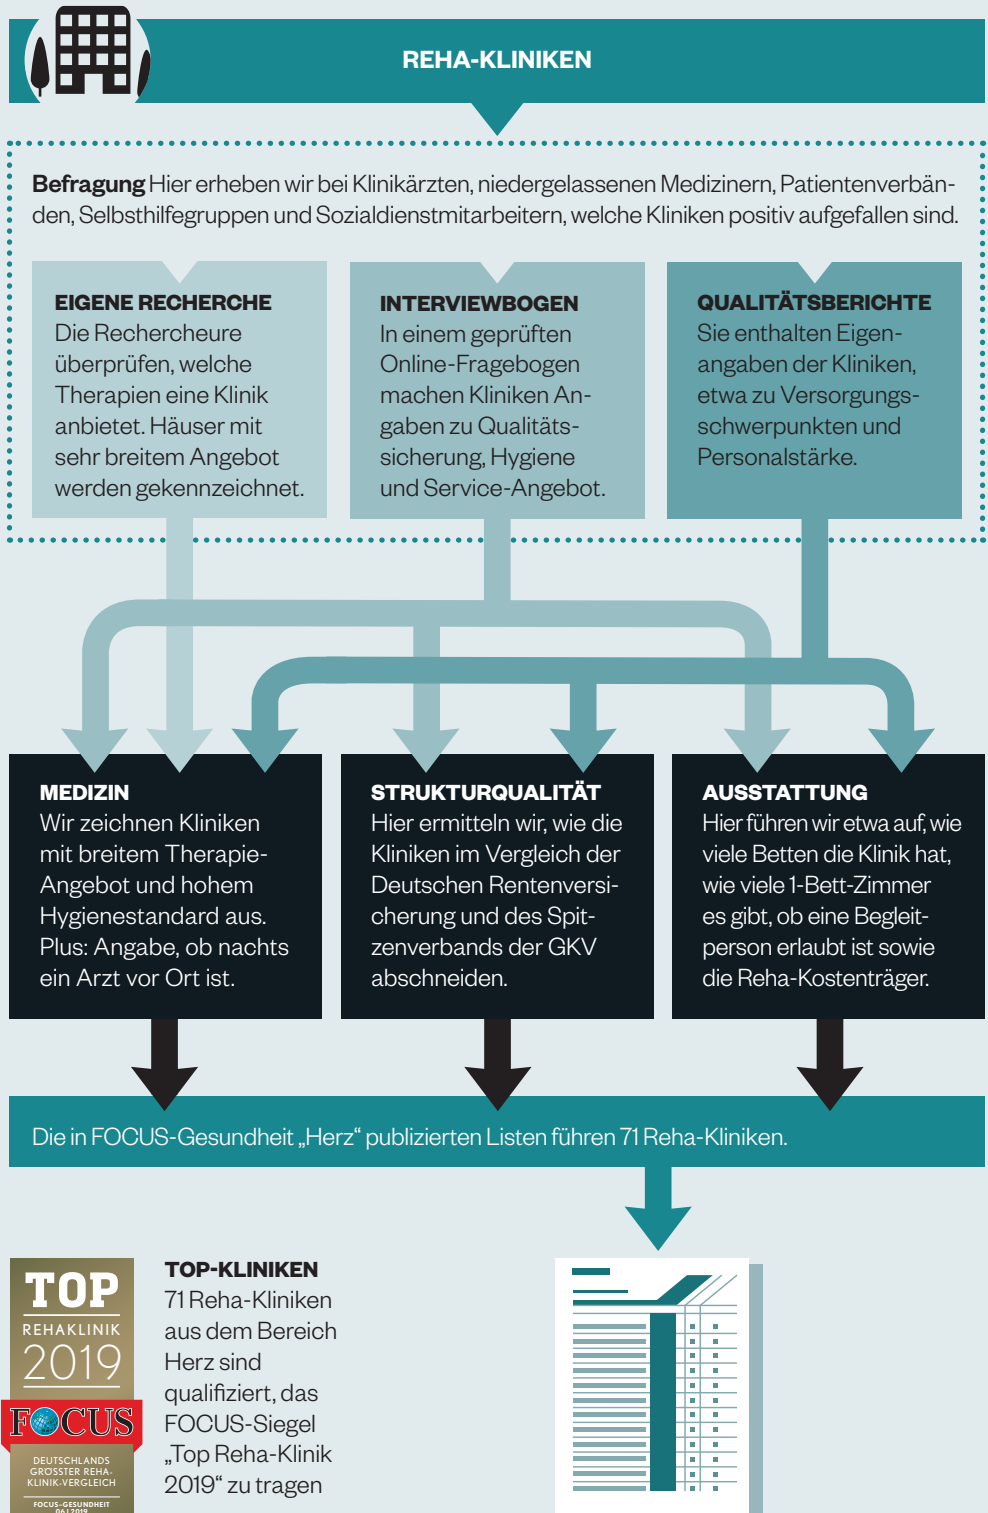 REHA-KLINIKEN
Befragung Hier erheben wir bei Klinikärzten, niedergelassenen Medizinern, Patientenverbän-
den, Selbsthilfegruppen und Sozialdienstmitarbeitern, welche Kliniken positiv aufgefallen sind.
EIGENE RECHERCHE
Die Rechercheure
überprüfen, welche
Therapien eine Klinik
anbietet. Häuser mit
sehr breitem Angebot
werden gekennzeichnet.
INTERVIEWBOGEN
In einem geprüften
Online-Fragebogen
machen Kliniken An-
gaben zu Qualitäts-
sicherung, Hygiene
und Service-Angebot.
QUALITÄTSBERICHTE
Sie enthalten Eigen-
angaben der Kliniken,
etwa zu Versorgungs-
schwerpunkten und
Personalstärke.
MEDIZIN
Wir zeichnen Kliniken
mit breitem Therapie-
Angebot und hohem
Hygienestandard aus.
Plus: Angabe, ob nachts
ein Arzt vor Ort ist.
STRUKTURQUALITÄT
Hier ermitteln wir, wie die
Kliniken im Vergleich der
Deutschen Rentenversi-
cherung und des Spit-
zenverbands der GKV
abschneiden.
AUSSTATTUNG
Hier führen wir etwa auf, wie
viele Betten die Klinik hat,
wie viele 1-Bett-Zimmer
es gibt, ob eine Begleit-
person erlaubt ist sowie
die Reha-Kostenträger.
Die in FOCUS-Gesundheit „Herz“ publizierten Listen führen 71 Reha-Kliniken.
TOP
REHAKLINIK
2019
FOCUS
DEUTSCHLANDS
GRÖSSTER REHA-
KLINIK-VERGLEICH
FOCUS-GESUNDHEIT
06 | 2019
TOP-KLINIKEN
71 Reha-Kliniken
aus dem Bereich
Herz sind
qualifiziert, das
FOCUS-Siegel
„Top Reha-Klinik
2019“ zu tragen